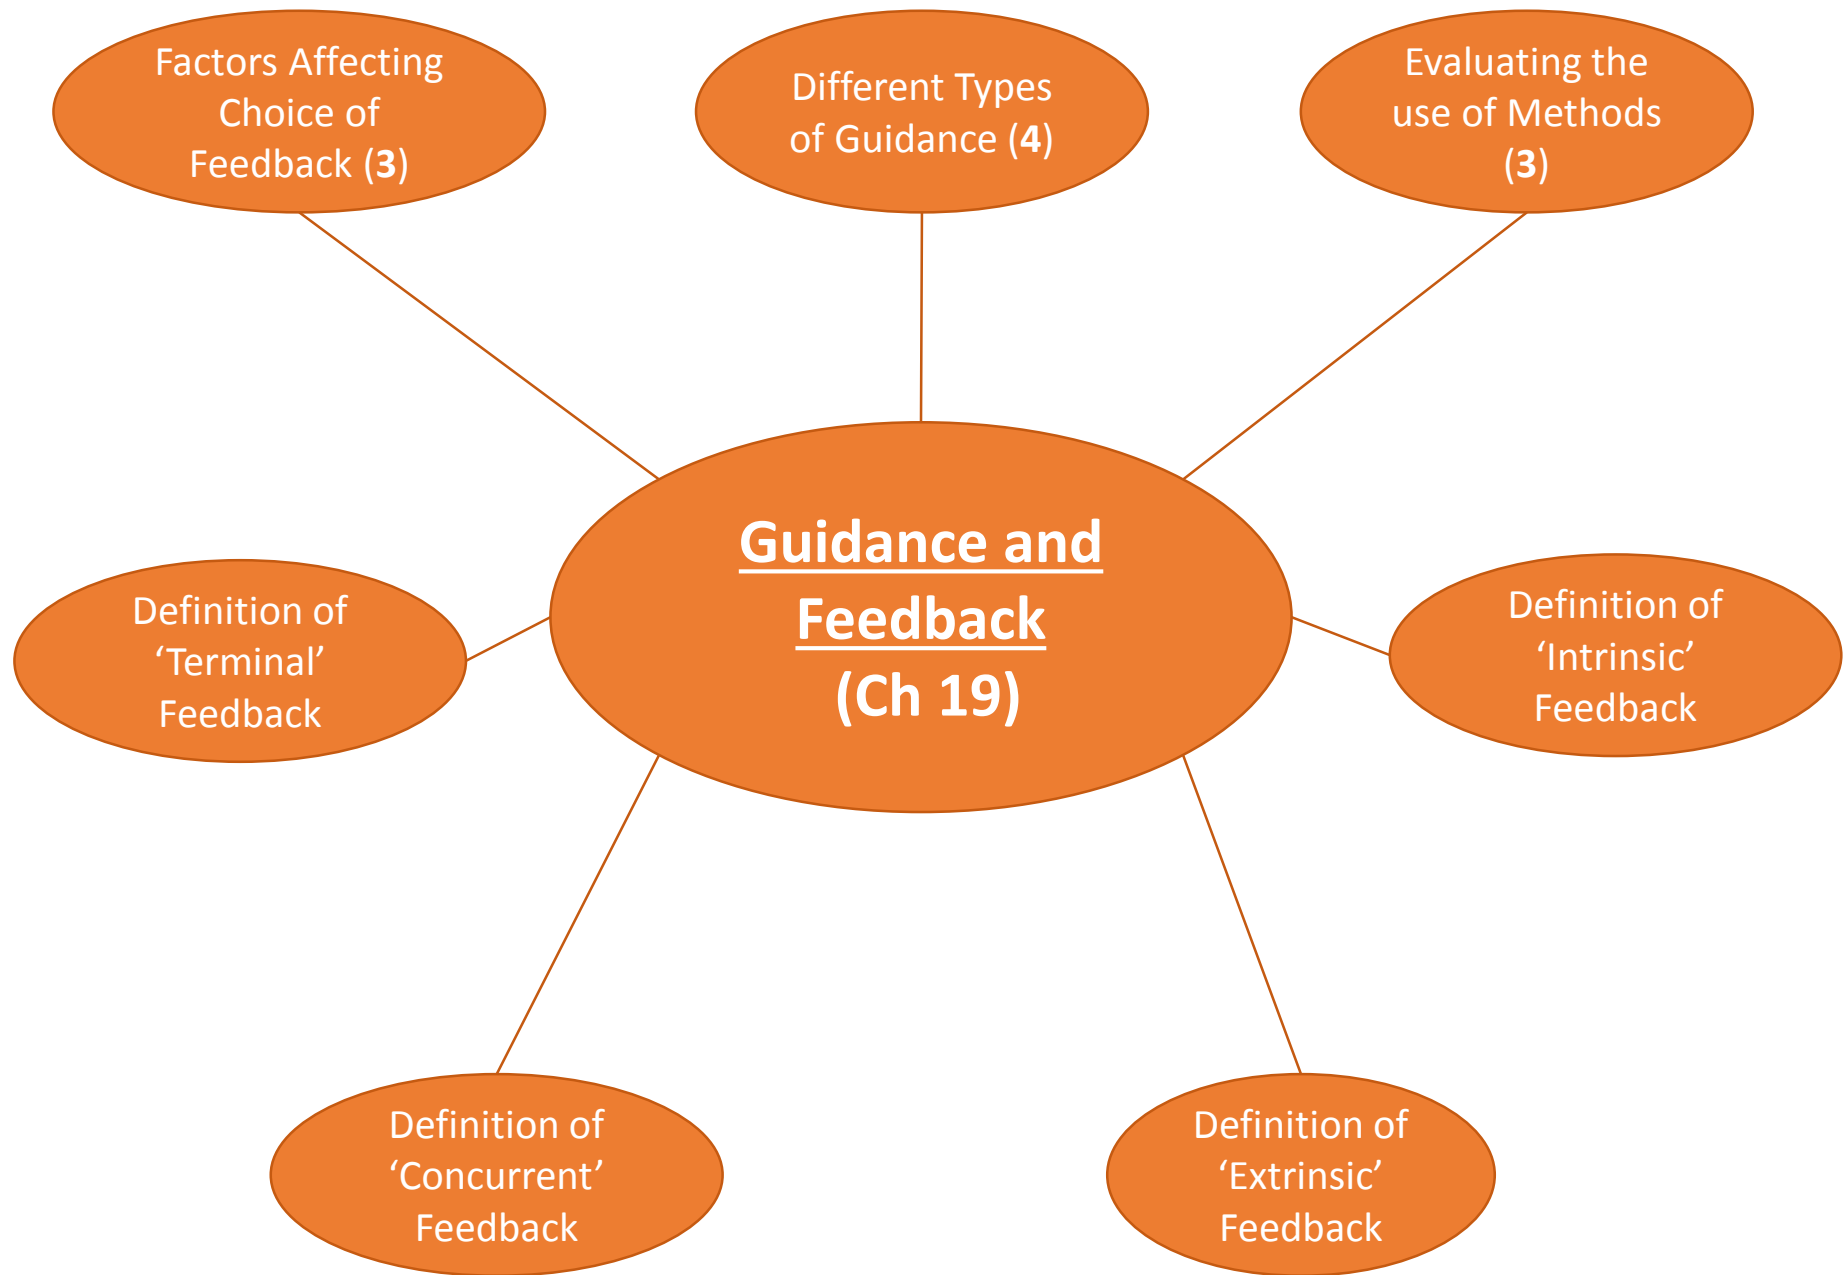 Factors Affecting
Choice of
Feedback (3)
Different Types
of Guidance (4)
Evaluating the
use of Methods
(3)
Guidance and
Feedback
(Ch 19)
Definition of
‘Terminal’
Feedback
Definition of
‘Intrinsic’
Feedback
Definition of
‘Concurrent’
Feedback
Definition of
‘Extrinsic’
Feedback